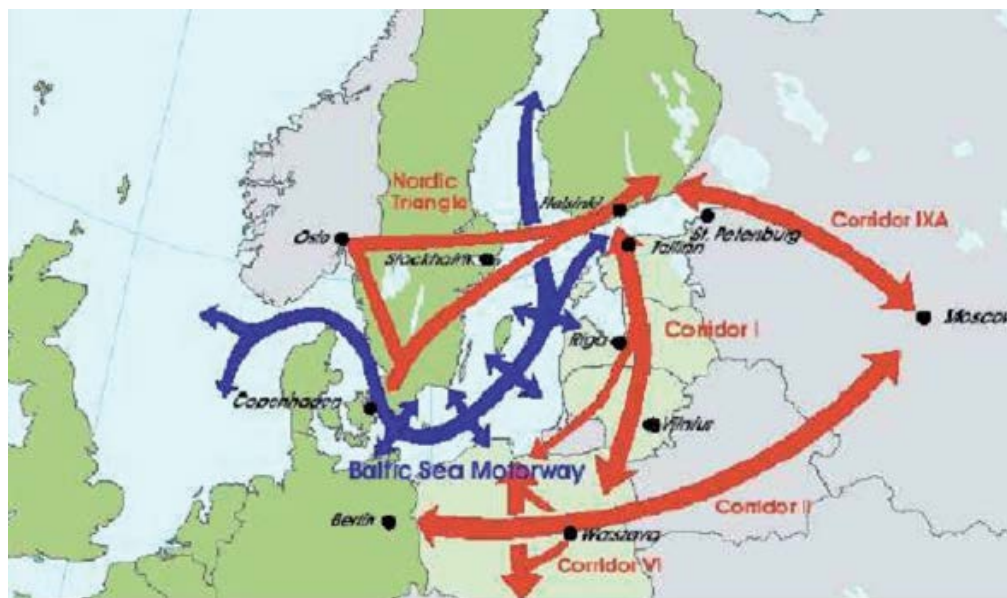 Nordic
Triangle
Helsinki
Corridor IXA
Oslo
St. Petersburg
Tallinn
Stockholm
Moscow
Corridor I
Riga
Copenhagen
Vilnius
Baltic Sea Motorway
Corridor II
Berlin
Warszava
Corridor VI